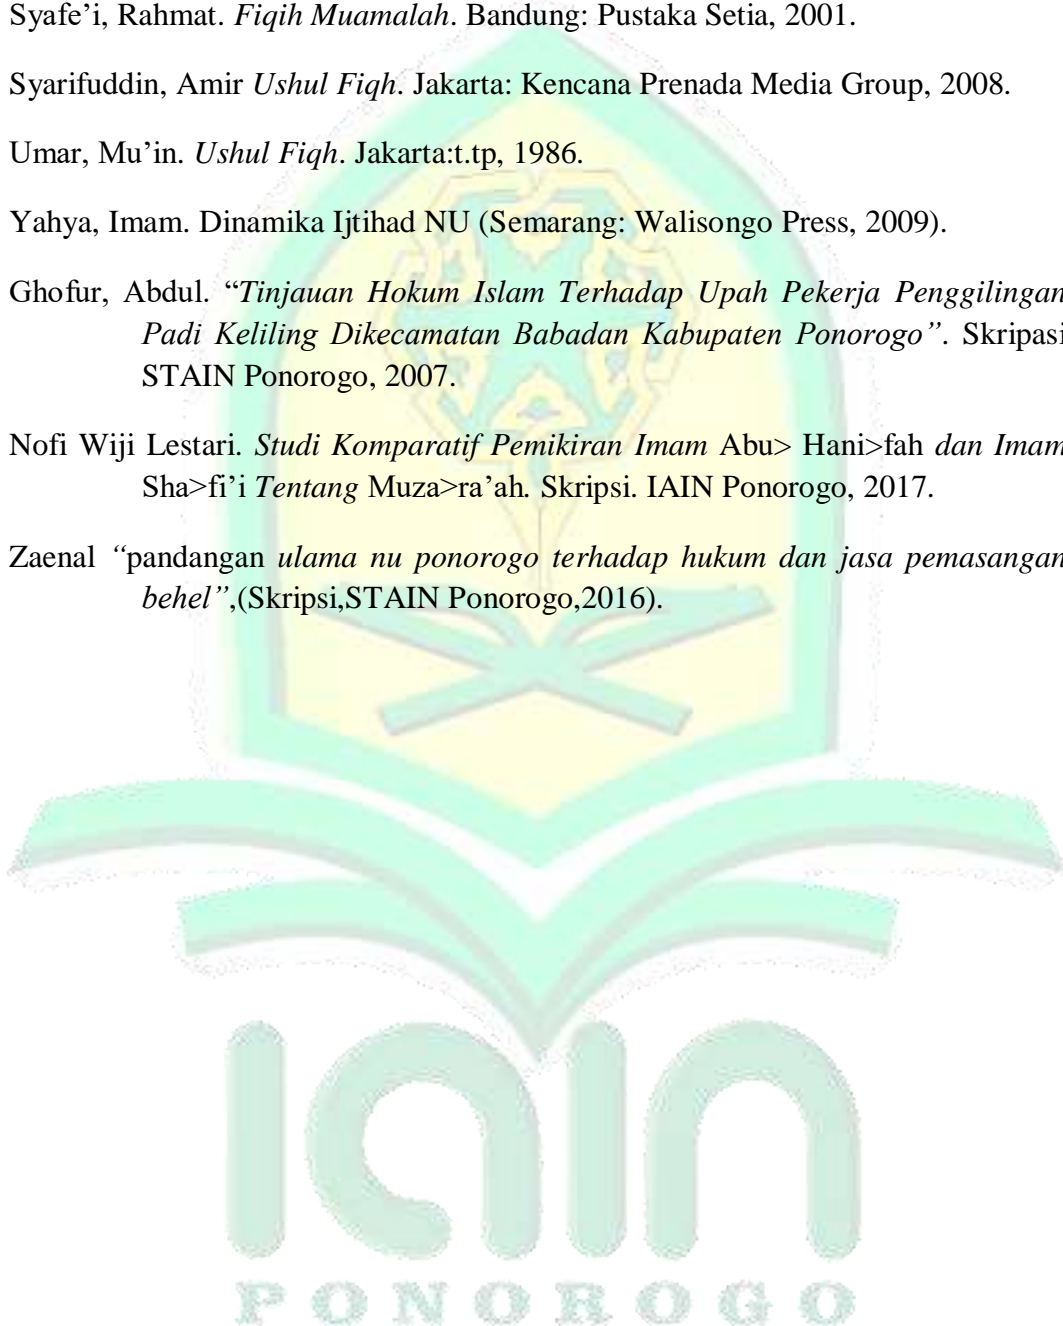 Syafe’i, Rahmat. Fiqih Muamalah. Bandung: Pustaka Setia, 2001.
Syarifuddin, Amir Ushul Fiqh. Jakarta: Kencana Prenada Media Group, 2008.
Umar, Mu’in. Ushul Fiqh. Jakarta:t.tp, 1986.
Yahya, Imam. Dinamika Ijtihad NU (Semarang: Walisongo Press, 2009).
Ghofur, Abdul. “Tinjauan Hokum Islam Terhadap Upah Pekerja Penggilingan
Padi Keliling Dikecamatan Babadan Kabupaten Ponorogo”. Skripasi
STAIN Ponorogo, 2007.
Nofi Wiji Lestari. Studi Komparatif Pemikiran Imam Abu> Hani>fah dan Imam
Sha>fi’i Tentang Muza>ra’ah. Skripsi. IAIN Ponorogo, 2017.
Zaenal “pandangan ulama nu ponorogo terhadap hukum dan jasa pemasangan
behel”,(Skripsi,STAIN Ponorogo,2016).
iain
PONOROGO